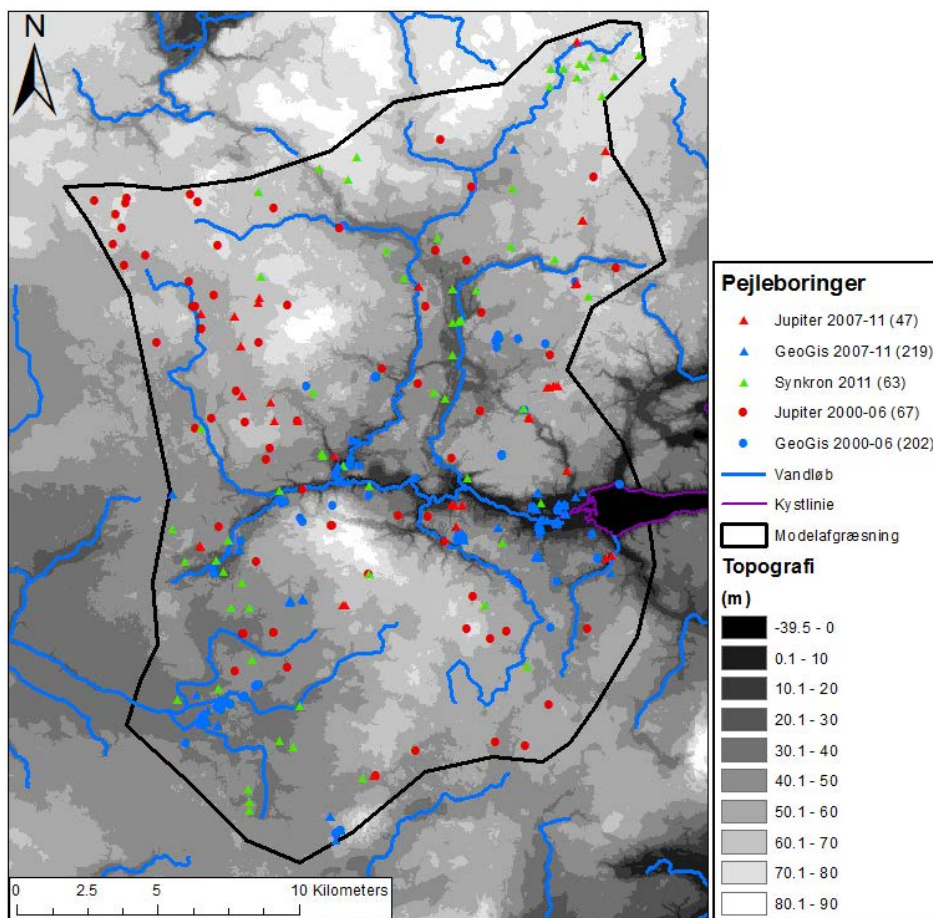 N
0 2.5 5 10 Kilometers
Pejleboringer
Jupiter 2007-11 (47)
GeoGis 2007-11 (219)
Synkron 2011 (63)
Jupiter 2000-06 (67)
GeoGis 2000-06 (202)
Vandløb
Kystlinie
Modelafgræsning
Topografi
(m)
-39.5 - 0
0.1 - 10
10.1 - 20
20.1 - 30
30.1 - 40
40.1 - 50
50.1 - 60
60.1 - 70
70.1 - 80
80.1 - 90